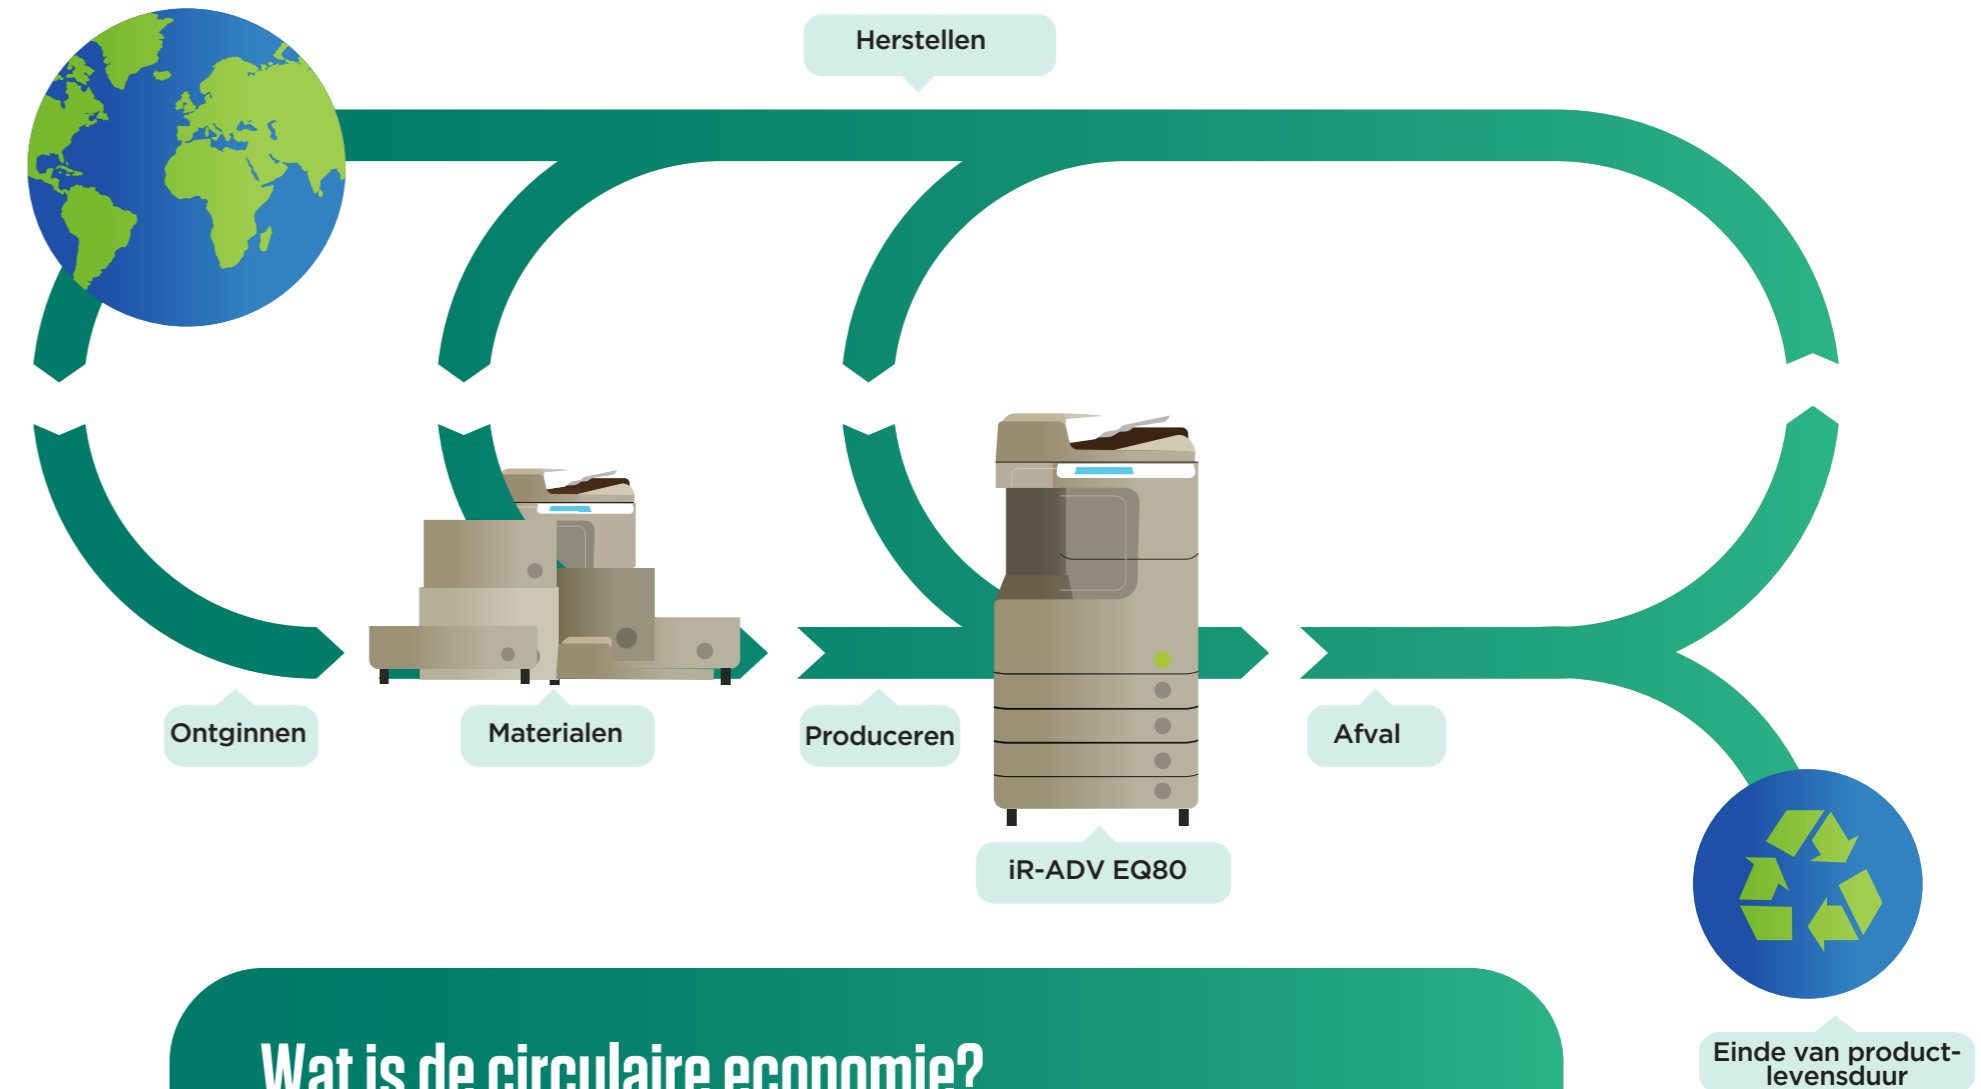 Herstellen
Ontginnen
Materialen
Produceren
Afval
iR-ADV EQ80
Einde van product-
levensduur
Wat is de circulaire economie?